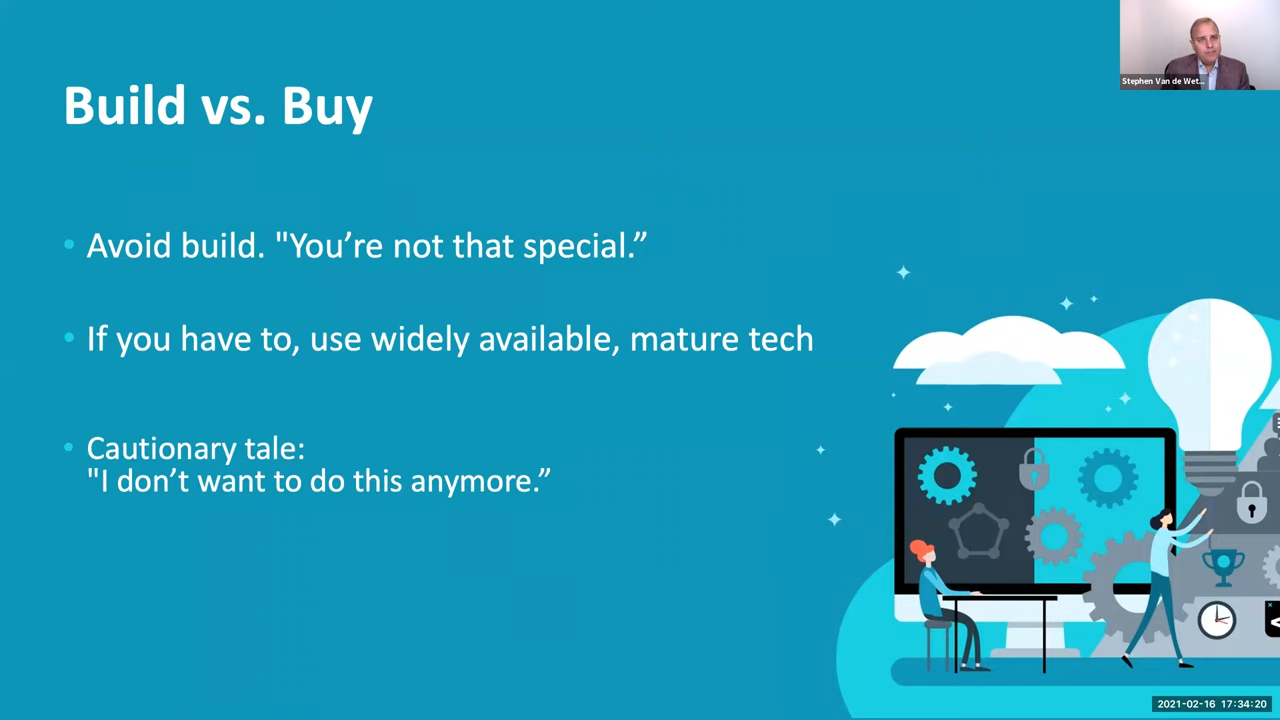 Stephen Van de Wet...
Build vs. Buy
• Avoid build. "You’re not that special.”
• If you have to, use widely available, mature tech
• Cautionary tale:
"I don’t want to do this anymore.”
2021-02-16 17:34:20